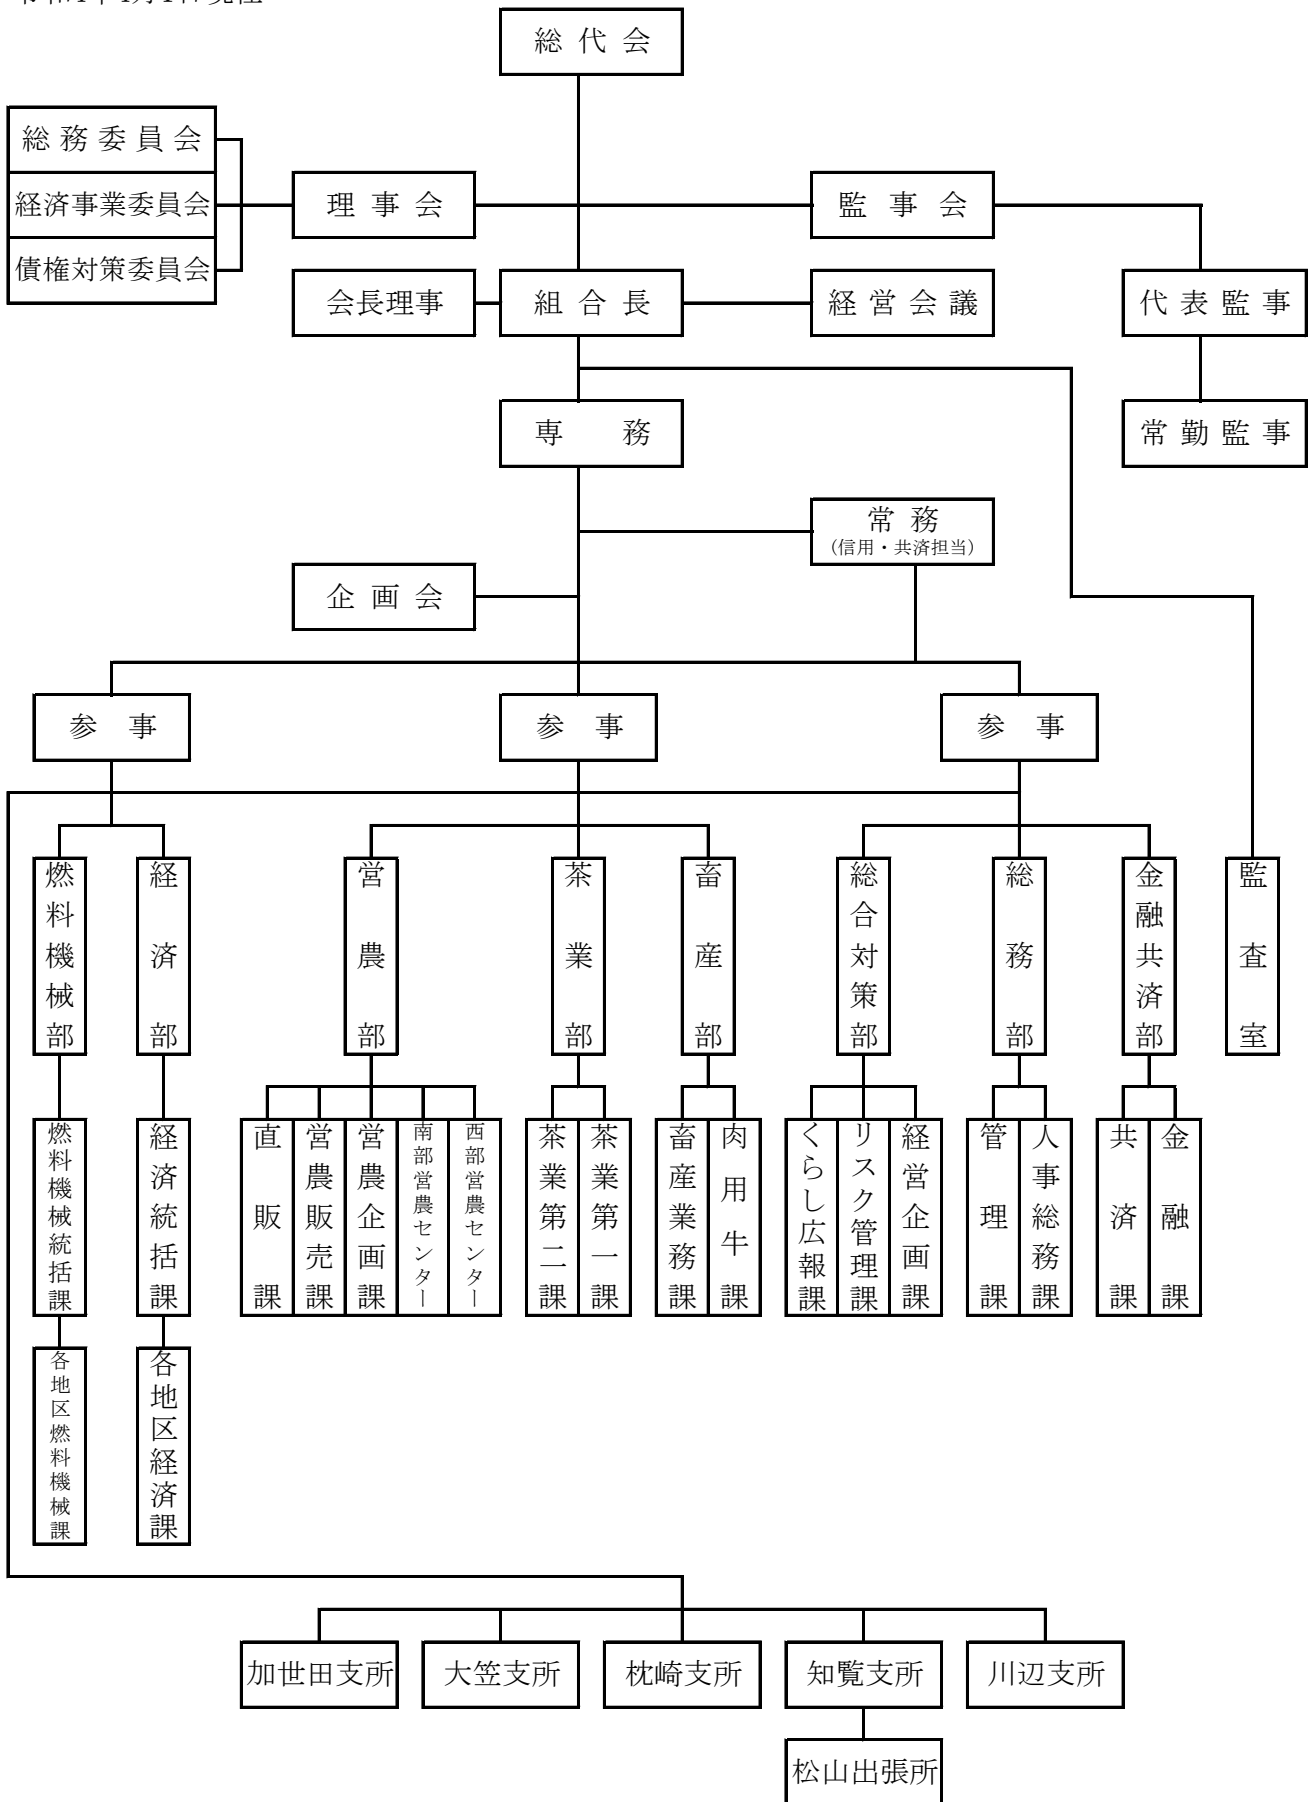 総代会
総務委員会
経済事業委員会
債権対策委員会
理事会
監事会
会長理事
組合長
経営会議
代表監事
専務
常勤監事
常務
(信用・共済担当)
企画会
参事
参事
参事
燃料機械部
経済部
営農部
茶業部
畜産部
総合対策部
総務部
金融共済部
監査室
燃料機械統括課
経済統括課
直販課
営農販売課
営農企画課
南部営農センター
西部営農センター
茶業第二課
茶業第一課
畜産業務課
肉用牛課
くらし広報課
リスク管理課
経営企画課
管理課
人事総務課
共済課
金融課
各地区燃料機械課
各地区経済課
加世田支所
大笠支所
枕崎支所
知覧支所
川辺支所
松山出張所